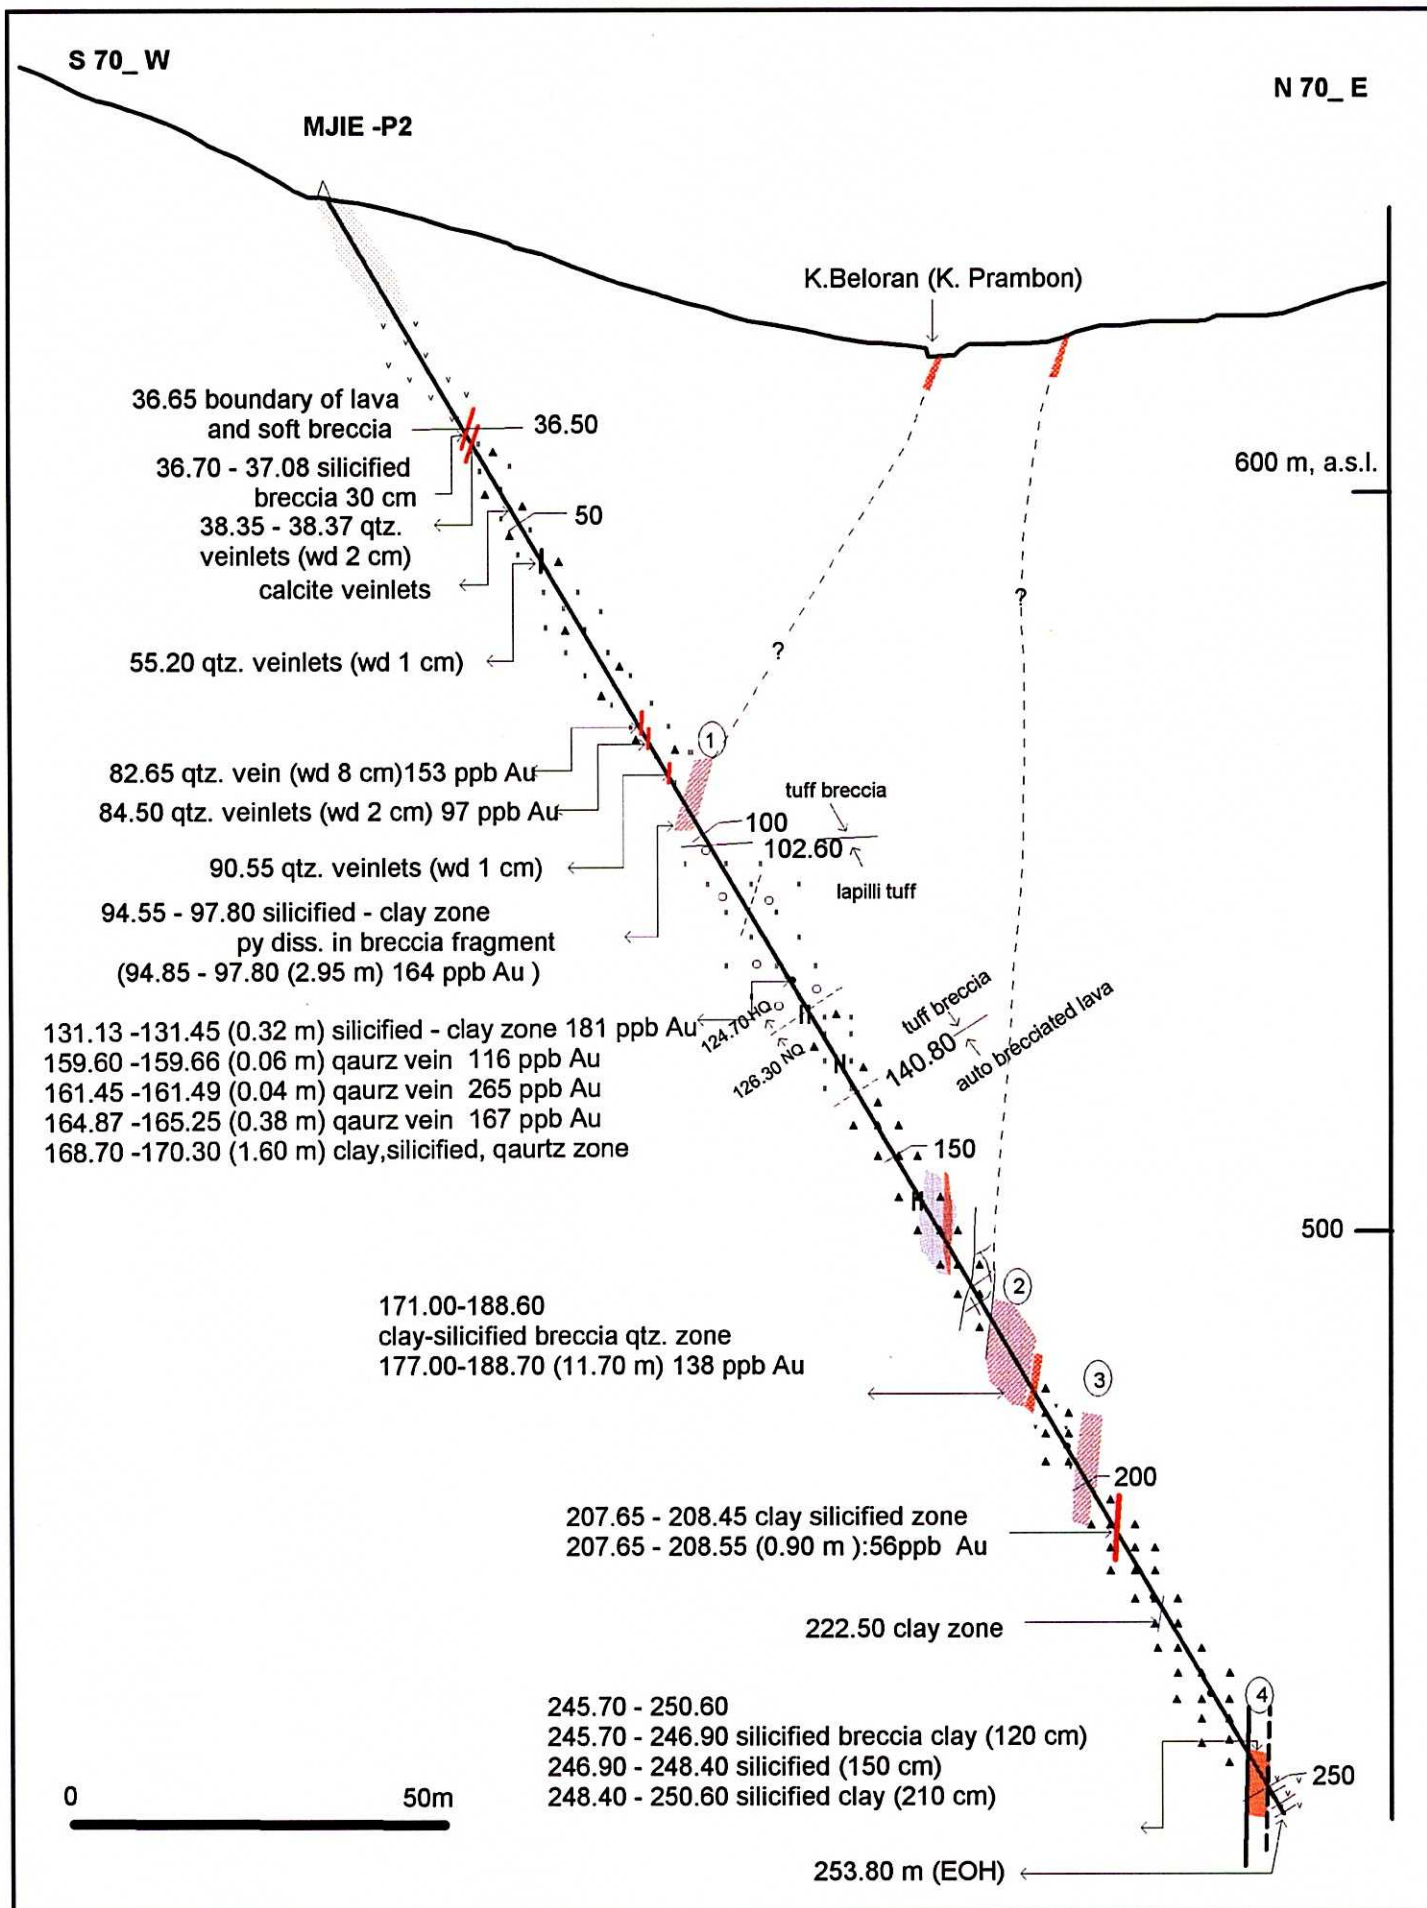 S 70_ W
N 70_ E
MJIE -P2
K.Beloran (K. Prambon)
36.65 boundary of lava
and soft breccia
36.50
600 m, a.s.l.
36.70 - 37.08 silicified
breccia 30 cm
38.35 - 38.37 qtz.
veinlets (wd 2 cm)
50
calcite veinlets
?
?
55.20 qtz. veinlets (wd 1 cm)
1
82.65 qtz. vein (wd 8 cm)153 ppb Au
84.50 qtz. veinlets (wd 2 cm) 97 ppb Au
tuff breccia
100
102.60
90.55 qtz. veinlets (wd 1 cm)
lapilli tuff
94.55 - 97.80 silicified - clay zone
py diss. in breccia fragment
(94.85 - 97.80 (2.95 m) 164 ppb Au )
124.70 HQ
126.30 NQ
tuff breccia
140.80
auto brecciated lava
131.13 -131.45 (0.32 m) silicified - clay zone 181 ppb Au
159.60 -159.66 (0.06 m) qaurz vein 116 ppb Au
161.45 -161.49 (0.04 m) qaurz vein 265 ppb Au
164.87 -165.25 (0.38 m) qaurz vein 167 ppb Au
168.70 -170.30 (1.60 m) clay,silicified, qaurtz zone
150
500
2
171.00-188.60
clay-silicified breccia qtz. zone
177.00-188.70 (11.70 m) 138 ppb Au
3
200
207.65 - 208.45 clay silicified zone
207.65 - 208.55 (0.90 m ):56ppb Au
222.50 clay zone
4
245.70 - 250.60
245.70 - 246.90 silicified breccia clay (120 cm)
246.90 - 248.40 silicified (150 cm)
248.40 - 250.60 silicified clay (210 cm)
250
0
50m
253.80 m (EOH)